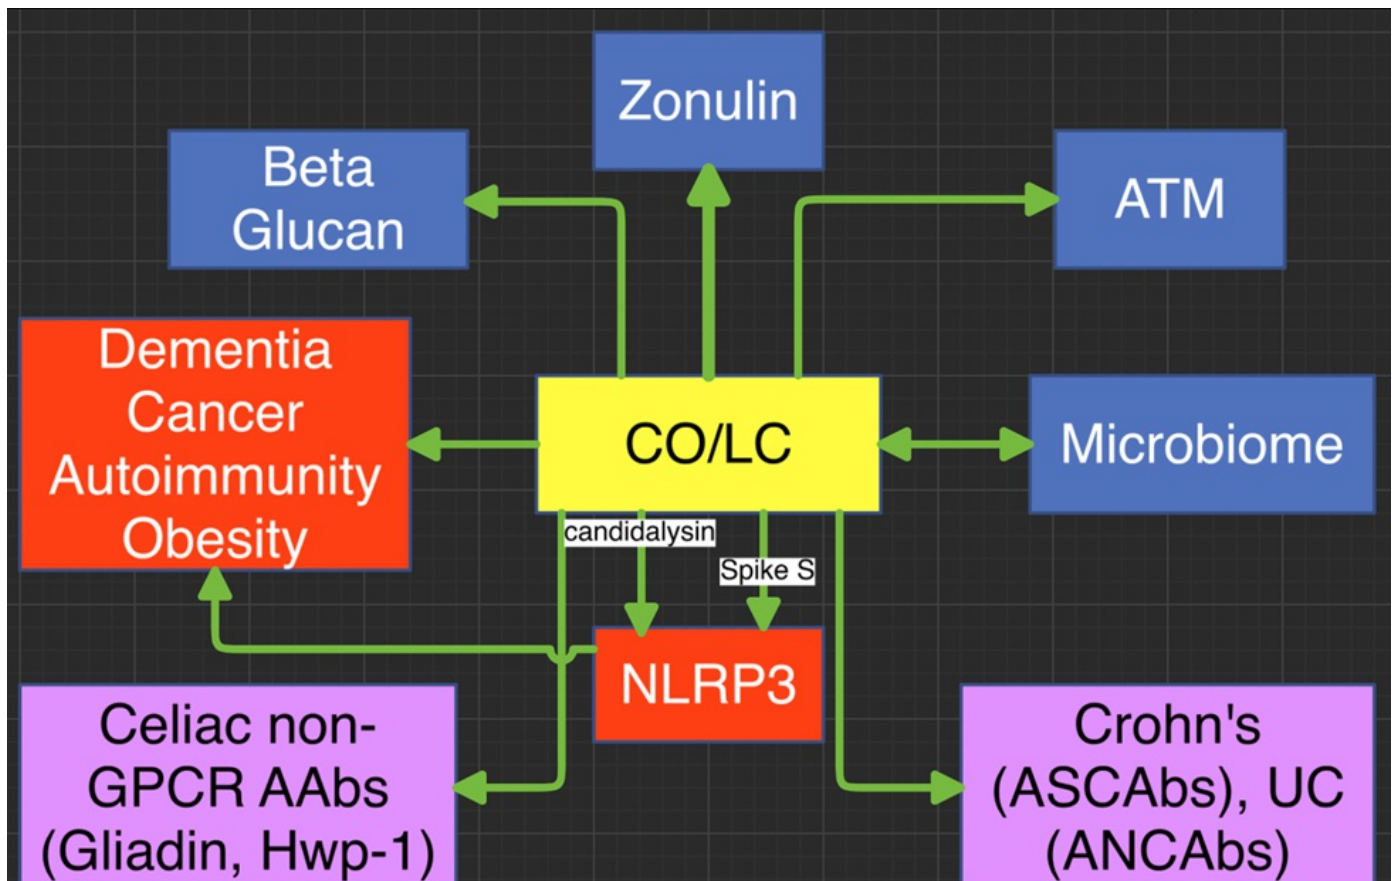 Zonulin
Beta
Glucan
ATM
Dementia
Cancer
Autoimmunity
Obesity
CO/LC
Microbiome
candidalysin
Spike S
NLRP3
Celiac non-
GPCR AAbs
(Gliadin, Hwp-1)
Crohn's
(ASCAbs), UC
(ANCAbs)